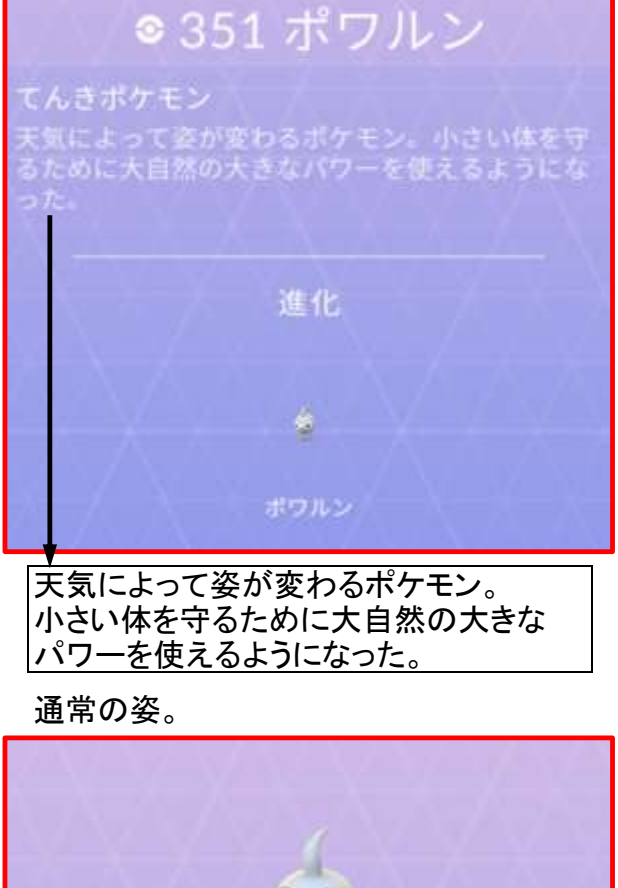 351 ポワルン
てんきポケモン
天気によって姿が変わるポケモン。小さい体を守
るために大自然の大きなパワーを使えるようにな
った。
進化
ポワルン
天気によって姿が変わるポケモン。
小さい体を守るために大自然の大きな
パワーを使えるようになった。
通常の姿。